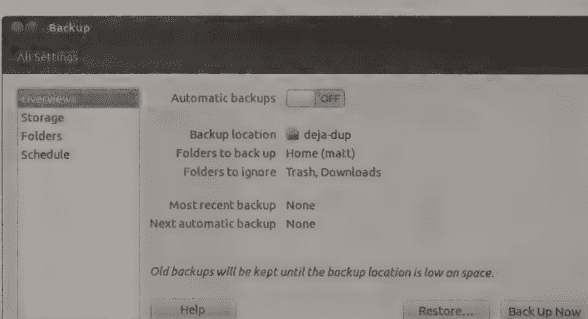 Backup
All Settings
Overview
Automatic backups OFF
Storage
Folders
Schedule
Backup location deja-dup
Folders to back up Home (matt)
Folders to ignore Trash, Downloads
Most recent backup None
Next automatic backup None
Old backups will be kept until the backup location is low on space.
Help
Restore... Back Up Now